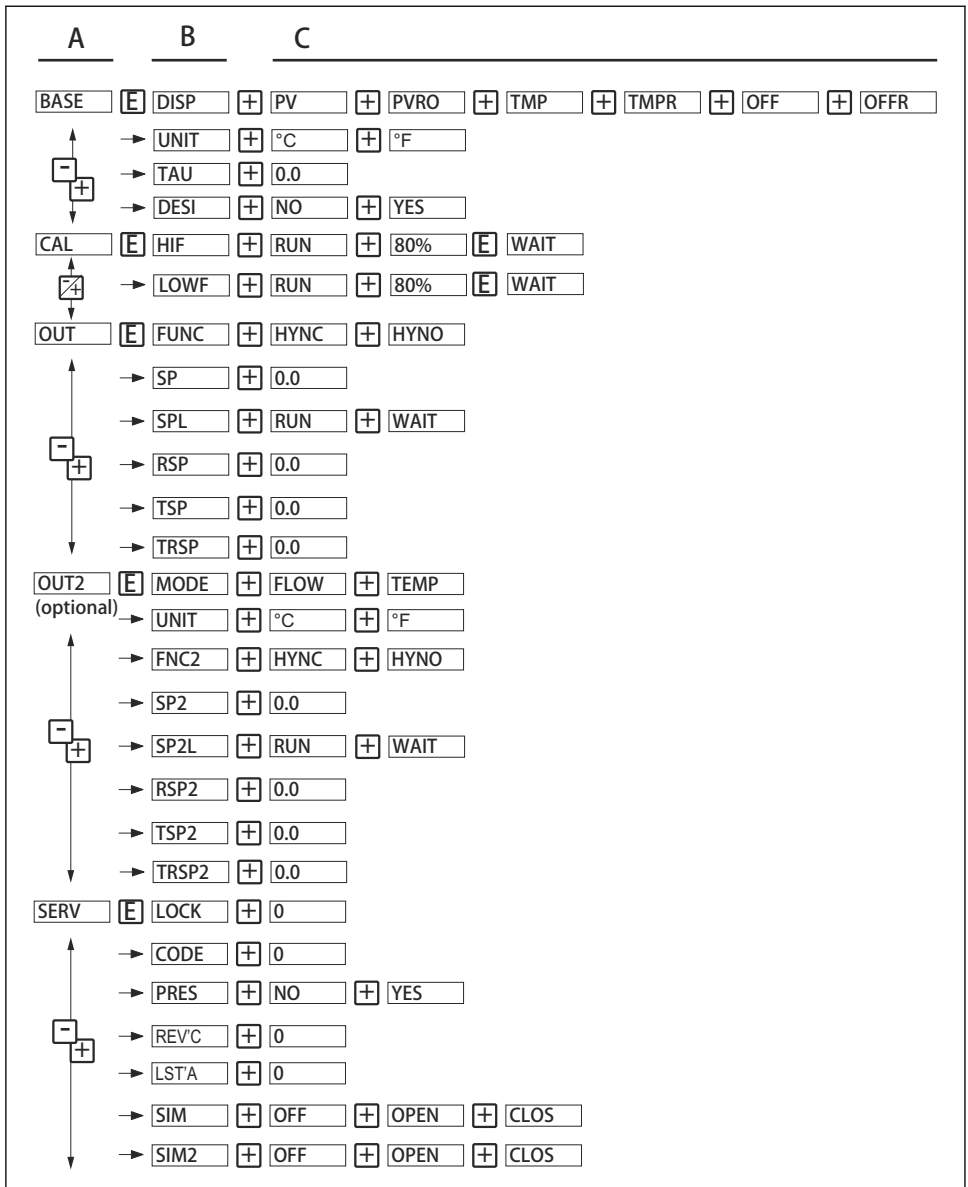 A B C
BASE E DISP + PV + PVRO + TMP + TMPR + OFF + OFFR
UNIT + °C + °F
- + TAU + 0.0
DESI + NO + YES
CAL E HIF + RUN + 80% E WAIT
-/+ LOWF + RUN + 80% E WAIT
OUT E FUNC + HYNC + HYNO
SP + 0.0
SPL + RUN + WAIT
- + RSP + 0.0
TSP + 0.0
TRSP + 0.0
OUT2 E MODE + FLOW + TEMP
(optional) UNIT + °C + °F
FNC2 + HYNC + HYNO
SP2 + 0.0
- + SP2L + RUN + WAIT
RSP2 + 0.0
TSP2 + 0.0
TRSP2 + 0.0
SERV E LOCK + 0
CODE + 0
PRES + NO + YES
- + REV'C + 0
LST'A + 0
SIM + OFF + OPEN + CLOS
SIM2 + OFF + OPEN + CLOS